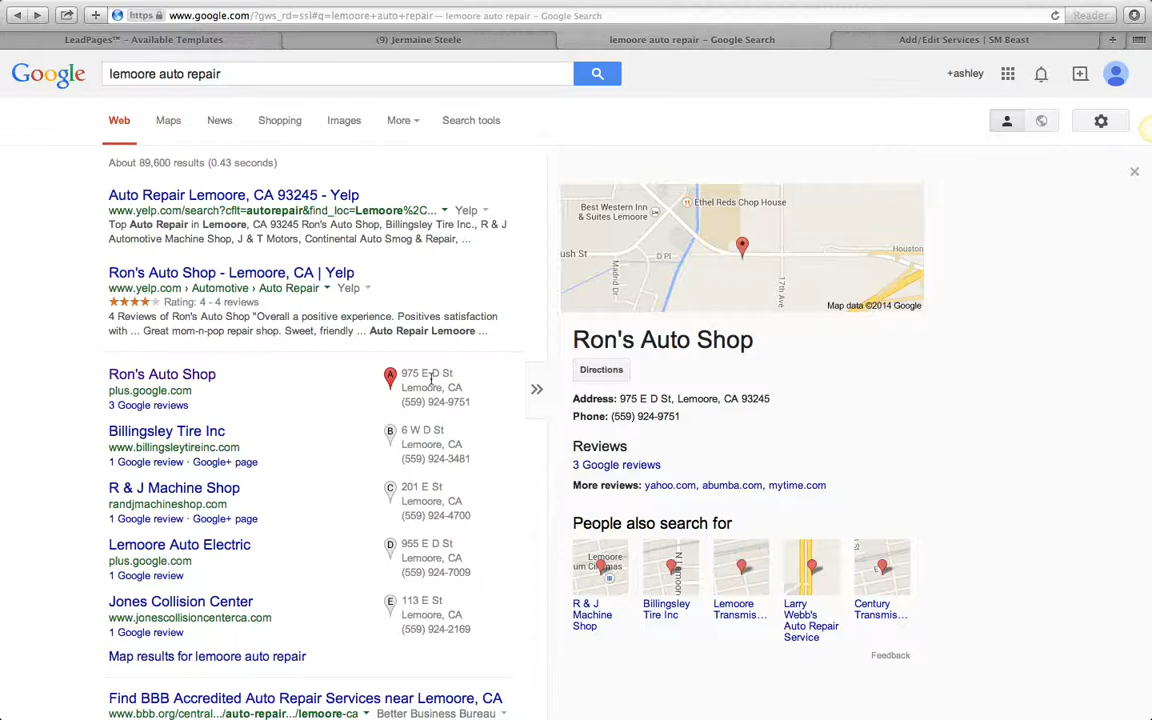 https www.google.com/?gws_rd=ssl#q=lemoore+auto+repair — lemoore auto repair - Google Search
Reader
LeadPages™ – Available Templates
(9) Jermaine Steele
lemoore auto repair - Google Search
Add/Edit Services | SM Beast
Google
lemoore auto repair
+ashley
Web
Maps
News
Shopping
Images
More
Search tools
About 89,600 results (0.43 seconds)
Auto Repair Lemoore, CA 93245 - Yelp
www.yelp.com/search?cflt=autorepair&find_loc=Lemoore%2C... Yelp
Top Auto Repair in Lemoore, CA 93245 Ron's Auto Shop, Billingsley Tire Inc., R & J
Automotive Machine Shop, J & T Motors, Continental Auto Smog & Repair, ...
Ron's Auto Shop - Lemoore, CA | Yelp
www.yelp.com › Automotive › Auto Repair Yelp
Rating: 4 - 4 reviews
4 Reviews of Ron's Auto Shop "Overall a positive experience. Positives satisfaction
with ... Great mom-n-pop repair shop. Sweet, friendly ... Auto Repair Lemoore ...
Ron's Auto Shop
plus.google.com
3 Google reviews
A
975 E D St
Lemoore, CA
(559) 924-9751
Billingsley Tire Inc
www.billingsleytireinc.com
1 Google review · Google+ page
B
6 W D St
Lemoore, CA
(559) 924-3481
R & J Machine Shop
randjmachineshop.com
1 Google review · Google+ page
C
201 E St
Lemoore, CA
(559) 924-4700
Lemoore Auto Electric
plus.google.com
1 Google review
D
955 E D St
Lemoore, CA
(559) 924-7009
Jones Collision Center
www.jonescollisioncenterca.com
1 Google review
E
113 E St
Lemoore, CA
(559) 924-2169
Map results for lemoore auto repair
Find BBB Accredited Auto Repair Services near Lemoore, CA
www.bbb.org/central.../auto-repair.../lemoore-ca Better Business Bureau
Best Western Inn
& Suites Lemoore
Ethel Reds Chop House
ush St
D Pl
Houston
Madrid Dr
17th Ave
Map data ©2014 Google
Ron's Auto Shop
Directions
Address: 975 E D St, Lemoore, CA 93245
Phone: (559) 924-9751
Reviews
3 Google reviews
More reviews: yahoo.com, abumba.com, mytime.com
People also search for
Lemoore
um Cinemas
N Lemoon
R & J
Machine
Shop
Billingsley
Tire Inc
Lemoore
Transmis...
Larry
Webb's
Auto Repair
Service
Century
Transmis...
Feedback